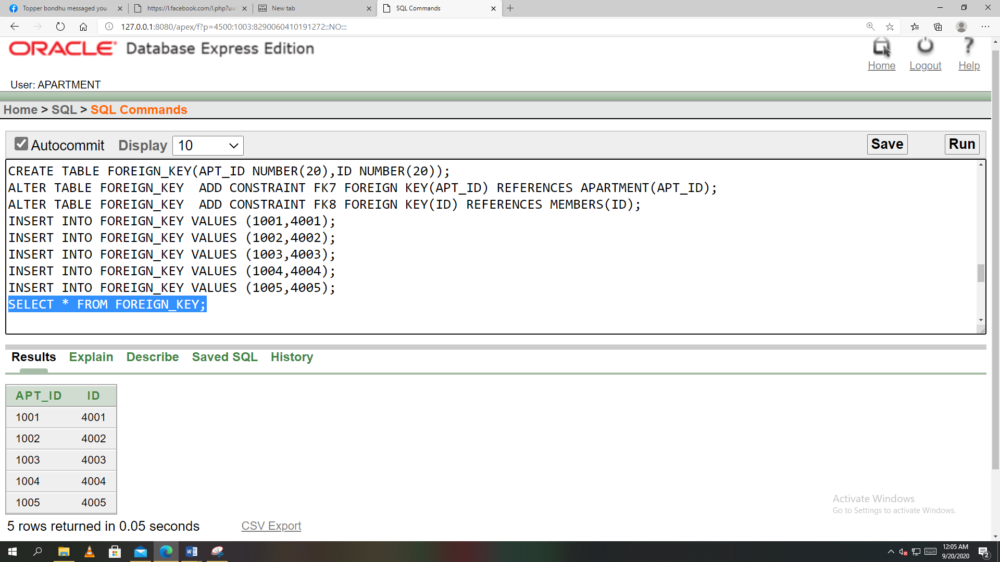 Topper bondhu messaged you
https://l.facebook.com/l.php?u=
New tab
SQL Commands
127.0.0.1:8080/apex/f?p=4500:1003:8290060410191272::NO:::
ORACLE Database Express Edition
Home Logout Help
User: APARTMENT
Home > SQL > SQL Commands
Autocommit Display 10 Save Run
CREATE TABLE FOREIGN_KEY(APT_ID NUMBER(20),ID NUMBER(20));
ALTER TABLE FOREIGN_KEY  ADD CONSTRAINT FK7 FOREIGN KEY(APT_ID) REFERENCES APARTMENT(APT_ID);
ALTER TABLE FOREIGN_KEY  ADD CONSTRAINT FK8 FOREIGN KEY(ID) REFERENCES MEMBERS(ID);
INSERT INTO FOREIGN_KEY VALUES (1001,4001);
INSERT INTO FOREIGN_KEY VALUES (1002,4002);
INSERT INTO FOREIGN_KEY VALUES (1003,4003);
INSERT INTO FOREIGN_KEY VALUES (1004,4004);
INSERT INTO FOREIGN_KEY VALUES (1005,4005);
SELECT * FROM FOREIGN_KEY;
Results Explain Describe Saved SQL History
APT_ID ID
1001 4001
1002 4002
1003 4003
1004 4004
1005 4005
5 rows returned in 0.05 seconds CSV Export
Activate Windows
Go to Settings to activate Windows.
12:05 AM
9/20/2020
2